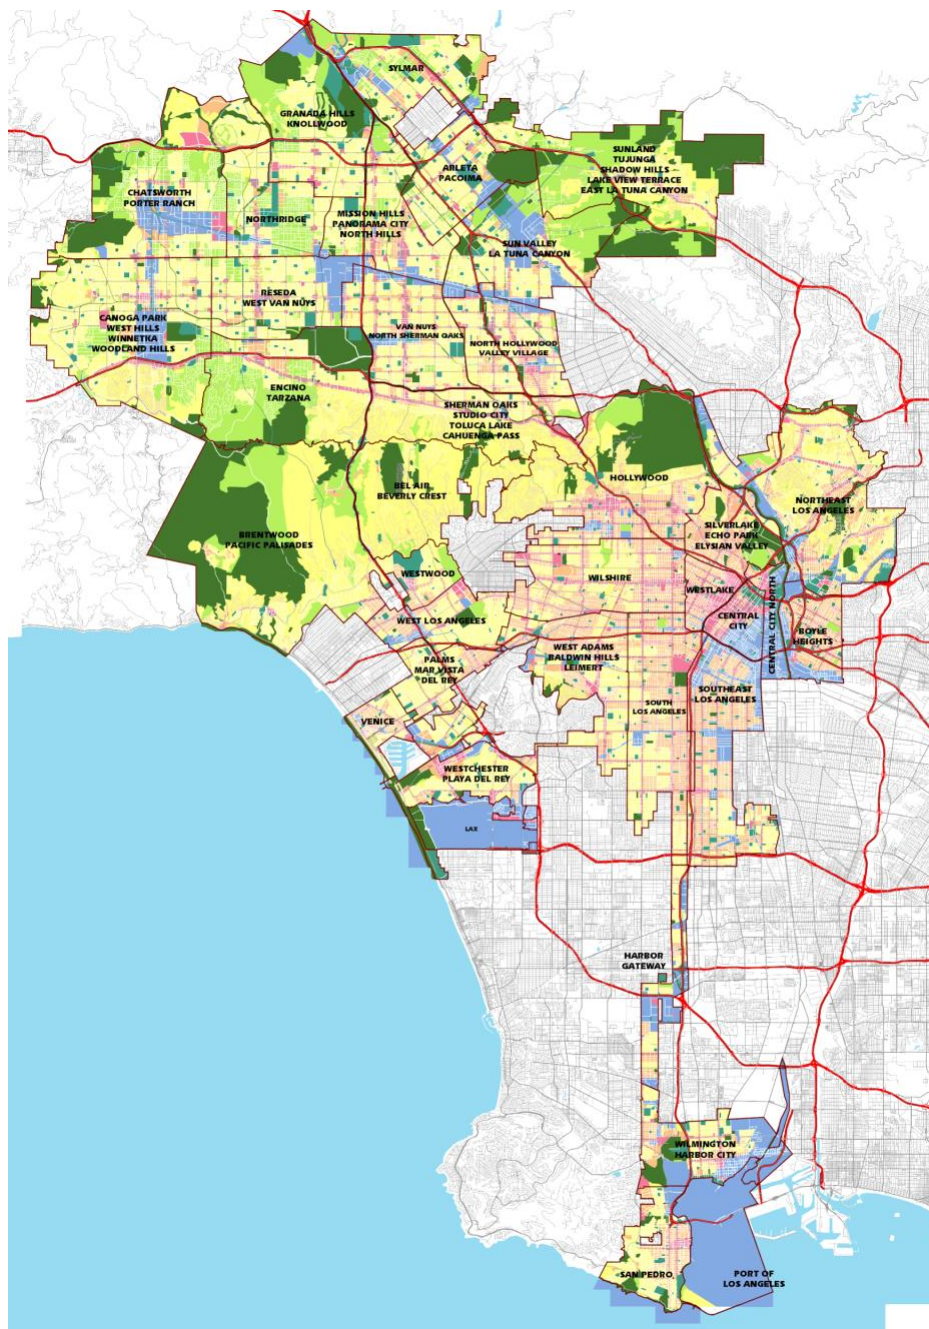 SYLMAR
GRANADA HILLS
KNOLLWOOD
SUNLAND
TUJUNGA
SHADOW HILLS
LAKE VIEW TERRACE
EAST LA TUNA CANYON
ARLETA
PACOIMA
CHATSWORTH
PORTER RANCH
NORTHRIDGE
MISSION HILLS
PANORAMA CITY
NORTH HILLS
SUN VALLEY
LA TUNA CANYON
RESEDA
WEST VAN NUYS
CANOGA PARK
WEST HILLS
WINNETKA
WOODLAND HILLS
VAN NUYS
NORTH SHERMAN OAKS
NORTH HOLLYWOOD
VALLEY VILLAGE
ENCINO
TARZANA
SHERMAN OAKS
STUDIO CITY
TOLUCA LAKE
CAHUENGA PASS
HOLLYWOOD
BEL AIR
BEVERLY CREST
NORTHEAST
LOS ANGELES
BRENTWOOD
PACIFIC PALISADES
SILVERLAKE
ECHO PARK
ELYSIAN VALLEY
WESTWOOD
WILSHIRE
WESTLAKE
CENTRAL CITY NORTH
WEST LOS ANGELES
CENTRAL
CITY
BOYLE
HEIGHTS
PALMS
MAR VISTA
DEL REY
WEST ADAMS
BALDWIN HILLS
LEIMERT
SOUTHEAST
LOS ANGELES
SOUTH
LOS ANGELES
VENICE
WESTCHESTER
PLAYA DEL REY
LAX
HARBOR
GATEWAY
WILMINGTON
HARBOR CITY
SAN PEDRO
PORT OF
LOS ANGELES